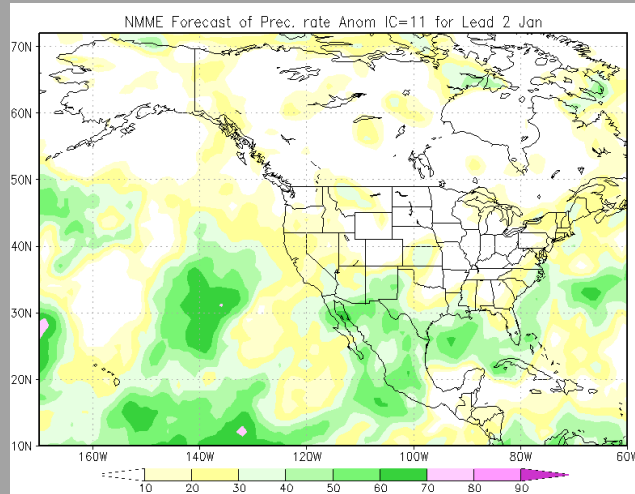 NMME Forecast of Prec. rate Anom IC=11 for Lead 2 Jan
70N
60N
50N
40N
30N
20N
10N
160W 140W 120W 100W 80W 60W
10 20 30 40 50 60 70 80 90